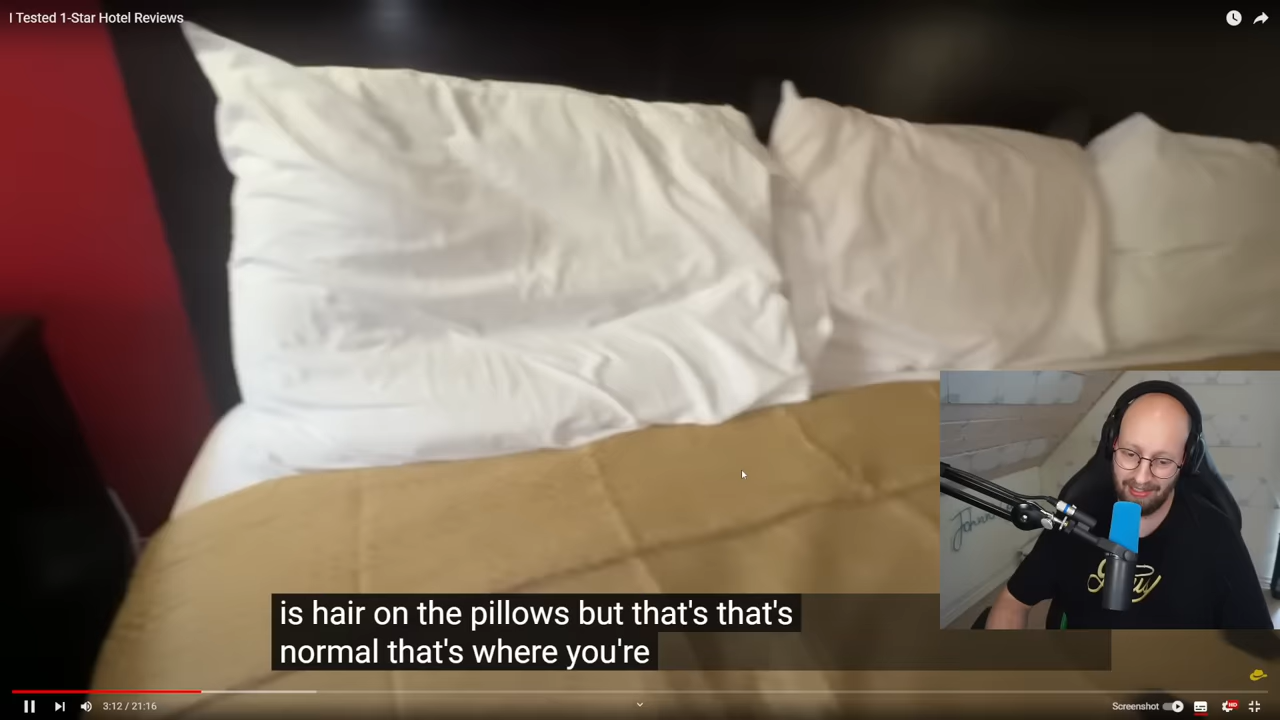 I Tested 1-Star Hotel Reviews
is hair on the pillows but that's that's
normal that's where you're
3:12 / 21:16
Screenshot
HD